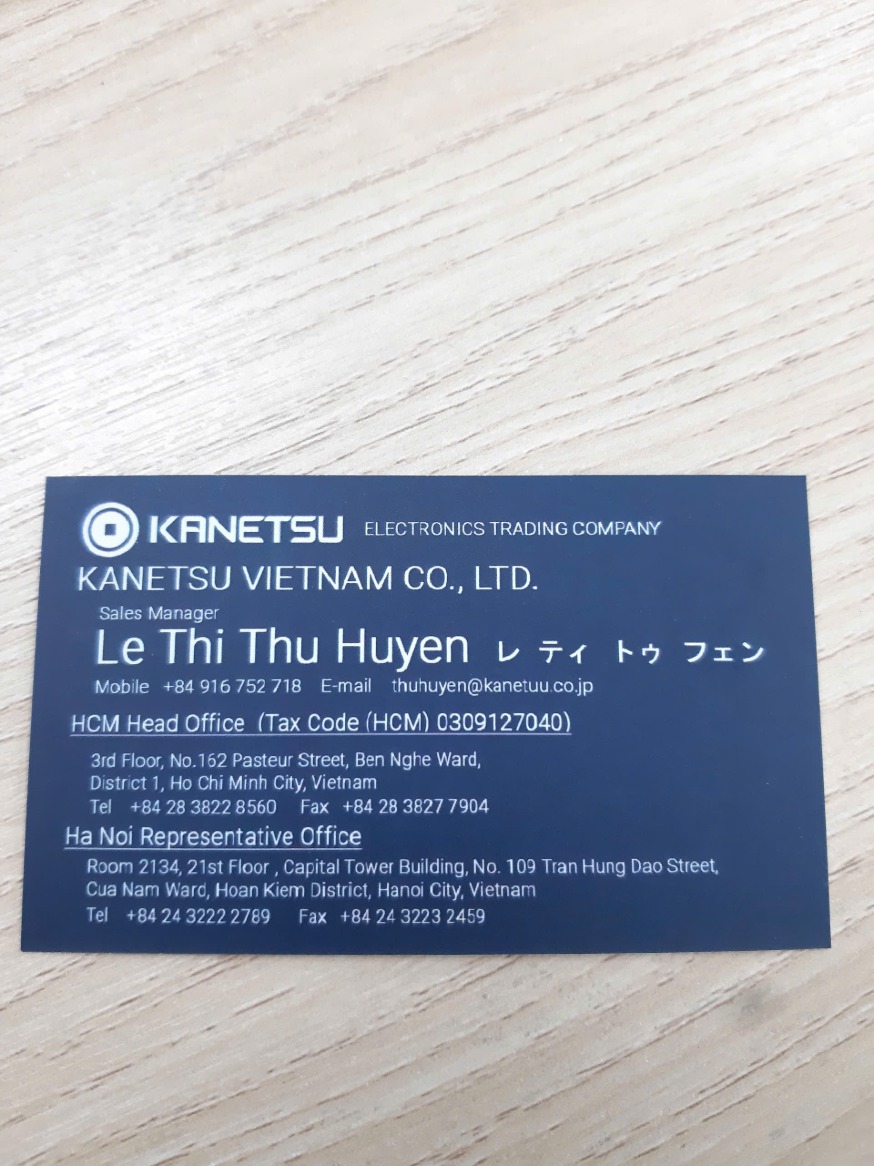 KANETSU ELECTRONICS TRADING COMPANY
KANETSU VIETNAM CO., LTD.
Sales Manager
Le Thi Thu Huyen レ ティ トゥ フェン
Mobile +84 916 752 718 E-mail thuhuyen@kanetuu.co.jp
HCM Head Office (Tax Code (HCM) 0309127040)
3rd Floor, No.162 Pasteur Street, Ben Nghe Ward,
District 1, Ho Chi Minh City, Vietnam
Tel +84 28 3822 8560 Fax +84 28 3827 7904
Ha Noi Representative Office
Room 2134, 21st Floor , Capital Tower Building, No. 109 Tran Hung Dao Street,
Cua Nam Ward, Hoan Kiem District, Hanoi City, Vietnam
Tel +84 24 3222 2789 Fax +84 24 3223 2459